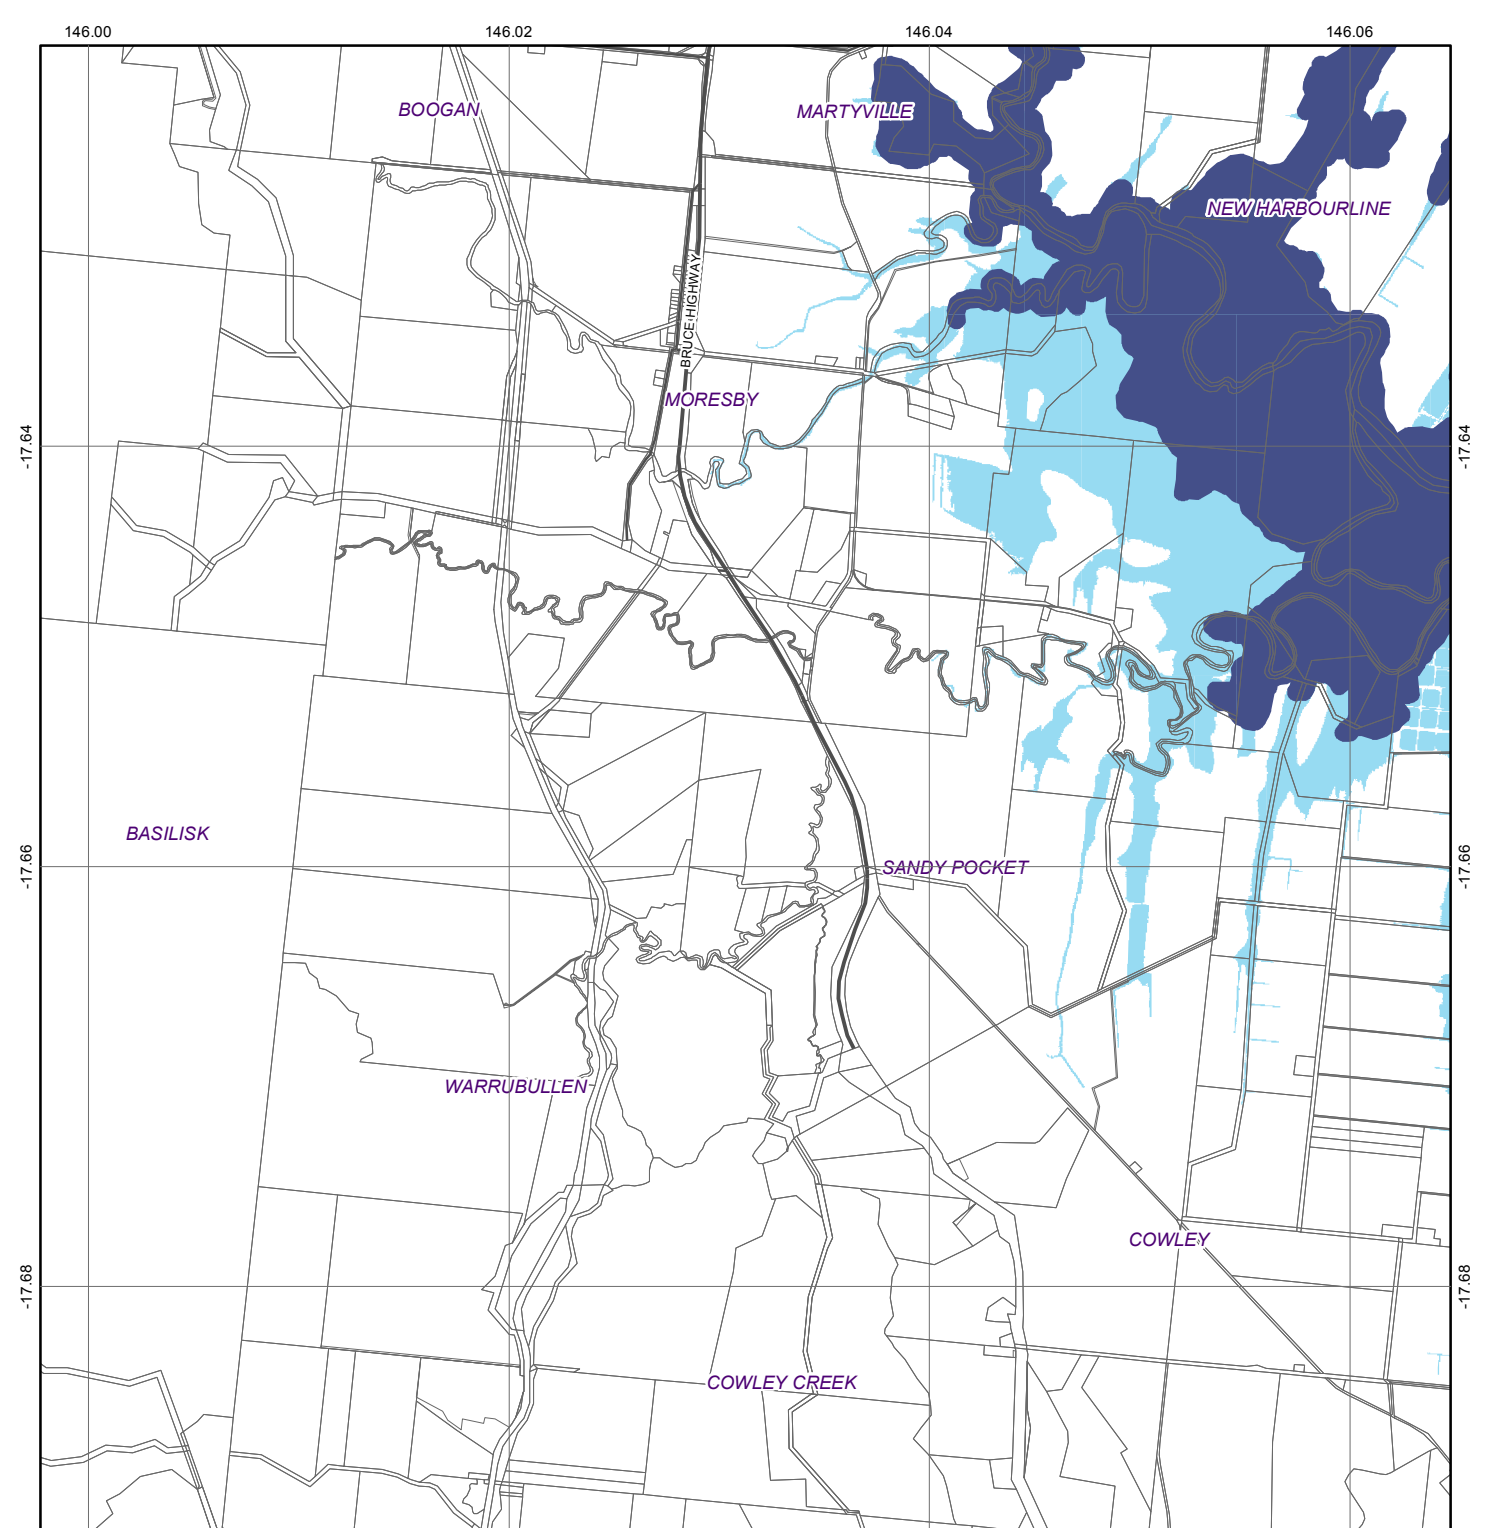 146.00
146.02
146.04
146.06
BOOGAN
MARTYVILLE
NEW HARBOURLINE
BRUCE HIGHWAY
MORESBY
-17.64
-17.64
BASILISK
SANDY POCKET
-17.66
-17.66
WARRUBULLEN
COWLEY
-17.68
-17.68
COWLEY CREEK